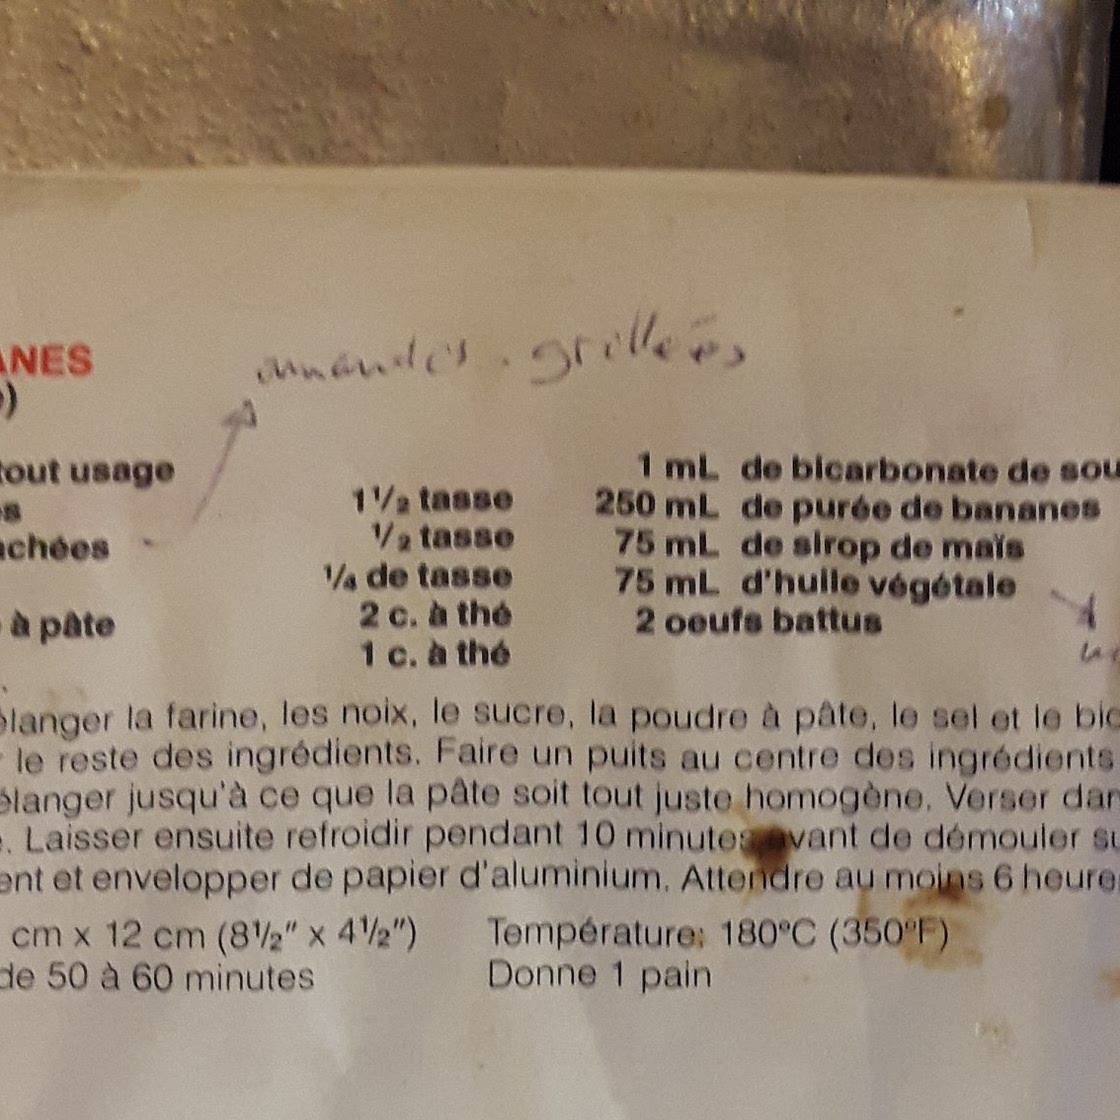 amandes grillées
ANES
tout usage
achées
à pâte
1 1/2 tasse
1/2 tasse
1/4 de tasse
2 c. à thé
1 c. à thé
1 mL de bicarbonate de sou
250 mL de purée de bananes
75 mL de sirop de maïs
75 mL d'huile végétale
2 oeufs battus
élanger la farine, les noix, le sucre, la poudre à pâte, le sel et le bic
le reste des ingrédients. Faire un puits au centre des ingrédients
élanger jusqu'à ce que la pâte soit tout juste homogène. Verser dan
. Laisser ensuite refroidir pendant 10 minutes avant de démouler su
ent et envelopper de papier d'aluminium. Attendre au moins 6 heure
cm x 12 cm (8 1/2" x 4 1/2")
Température: 180°C (350°F)
de 50 à 60 minutes
Donne 1 pain